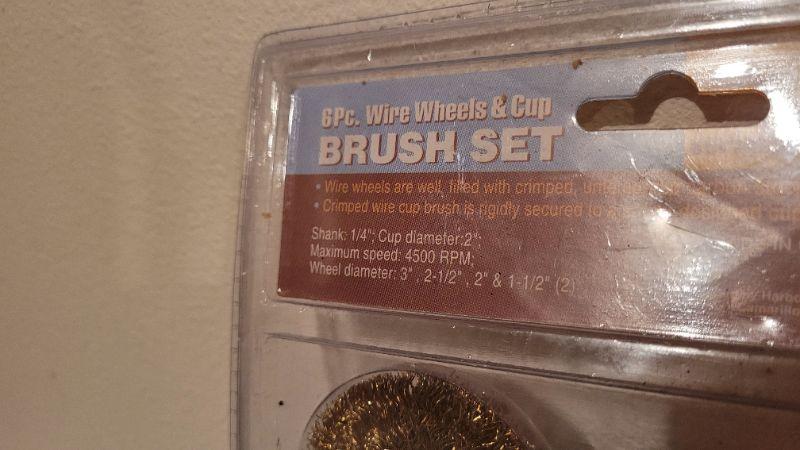 6Pc. Wire Wheels & Cup
BRUSH SET
• Wire wheels are well, filled with crimped,
• Crimped wire cup brush is rigidly secured to
Shank: 1/4"; Cup diameter:2";
Maximum speed: 4500 RPM;
Wheel diameter: 3" , 2-1/2" , 2" & 1-1/2" (2)